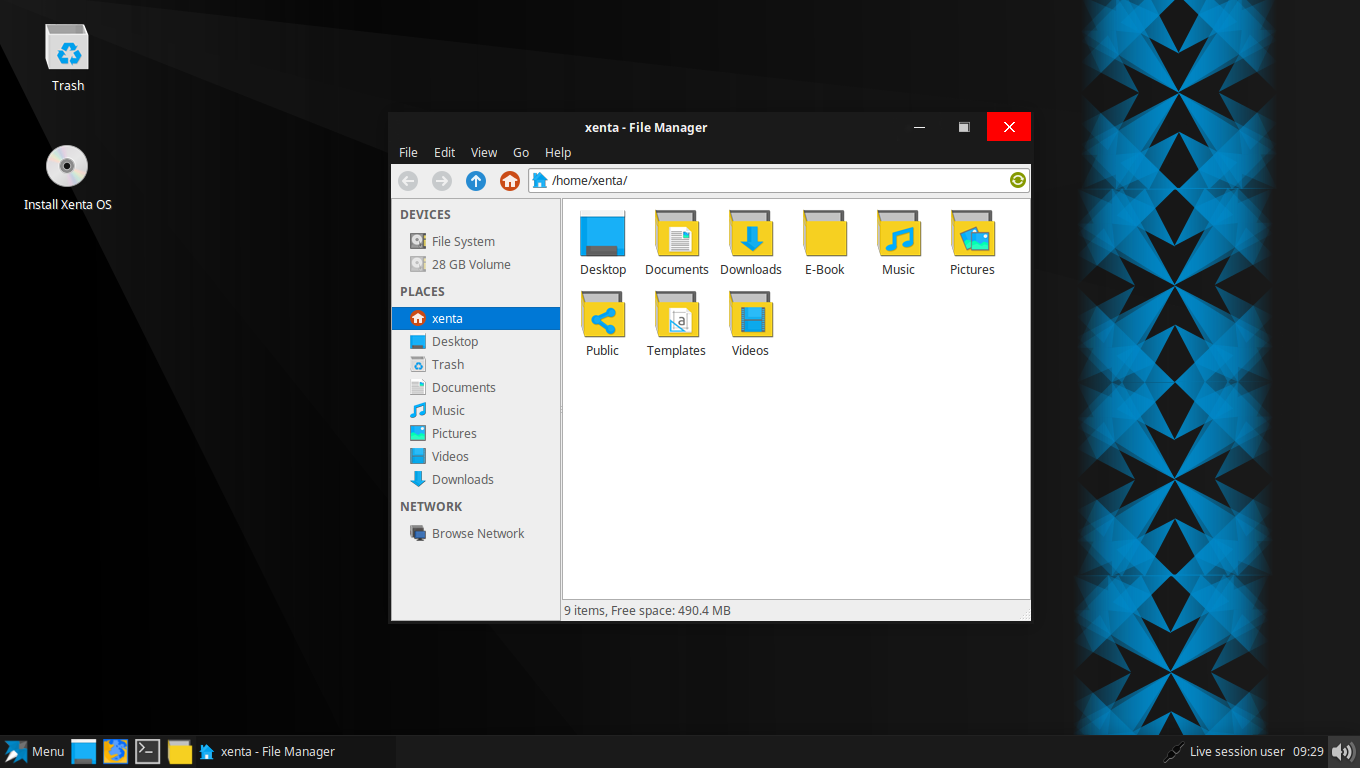 Trash
Install Xenta OS
xenta - File Manager
File Edit View Go Help
/home/xenta/
DEVICES
File System
28 GB Volume
PLACES
xenta
Desktop
Trash
Documents
Music
Pictures
Videos
Downloads
NETWORK
Browse Network
Desktop Documents Downloads E-Book Music Pictures
Public Templates Videos
9 items, Free space: 490.4 MB
Menu xenta - File Manager Live session user 09:29